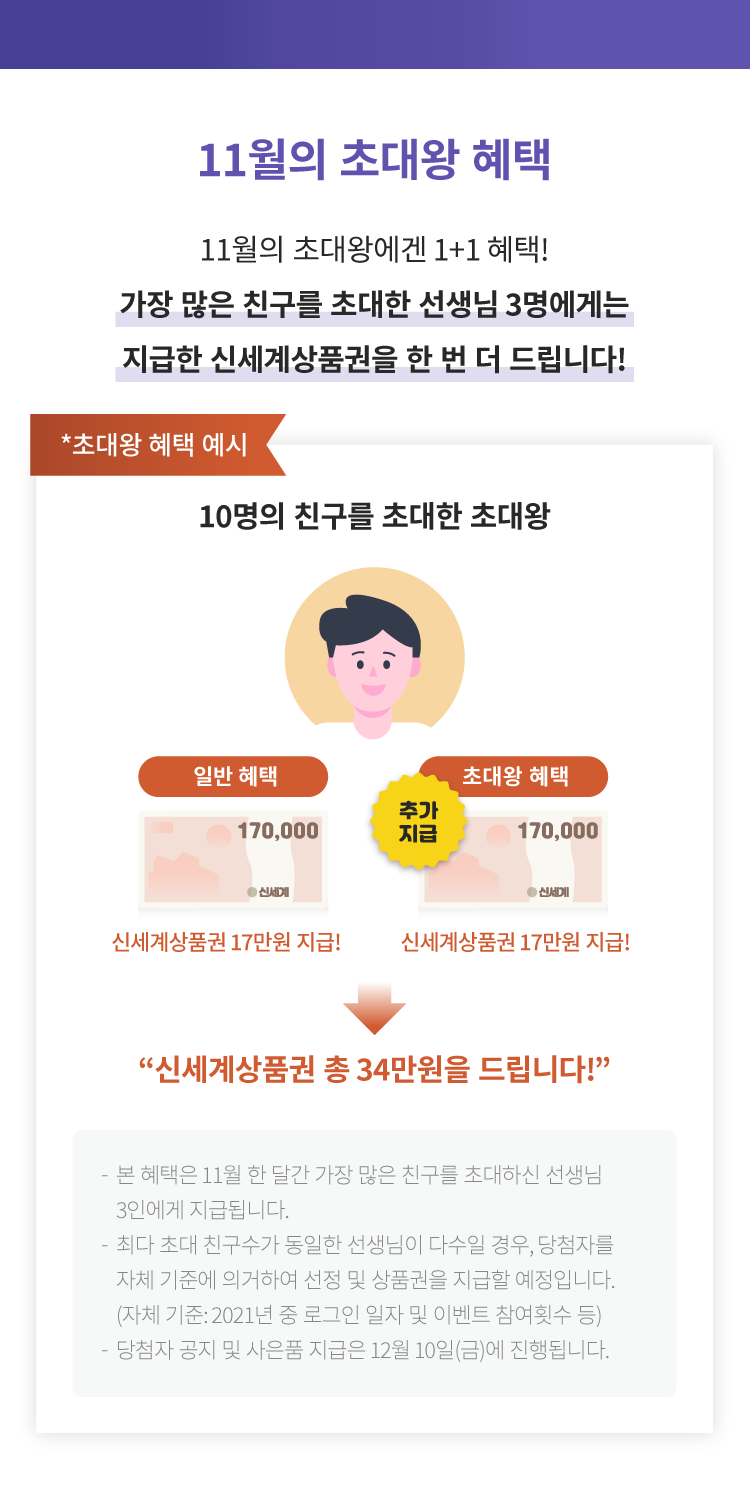 11월의 초대왕 혜택
11월의 초대왕에겐 1+1 혜택!
가장 많은 친구를 초대한 선생님 3명에게는
지급한 신세계상품권을 한 번 더 드립니다!
*초대왕 혜택 예시
10명의 친구를 초대한 초대왕
일반 혜택
170,000
신세계
신세계상품권 17만원 지급!
추가
지급
초대왕 혜택
170,000
신세계
신세계상품권 17만원 지급!
“신세계상품권 총 34만원을 드립니다!”
- 본 혜택은 11월 한 달간 가장 많은 친구를 초대하신 선생님
3인에게 지급됩니다.
- 최다 초대 친구수가 동일한 선생님이 다수일 경우, 당첨자를
자체 기준에 의거하여 선정 및 상품권을 지급할 예정입니다.
(자체 기준: 2021년 중 로그인 일자 및 이벤트 참여횟수 등)
- 당첨자 공지 및 사은품 지급은 12월 10일(금)에 진행됩니다.